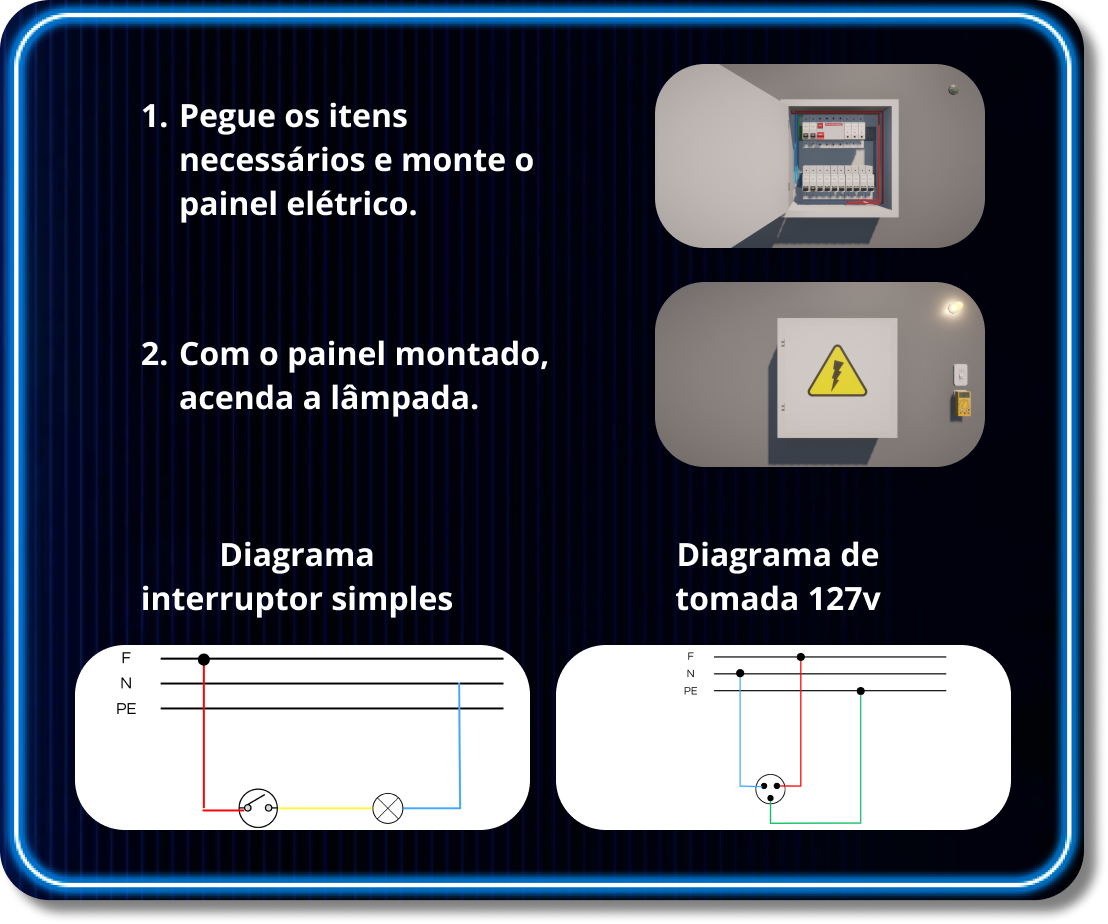 1. Pegue os itens
necessários e monte o
painel elétrico.
2. Com o painel montado,
acenda a lâmpada.
Diagrama
interruptor simples
F
N
PE
Diagrama de
tomada 127v
F
N
PE